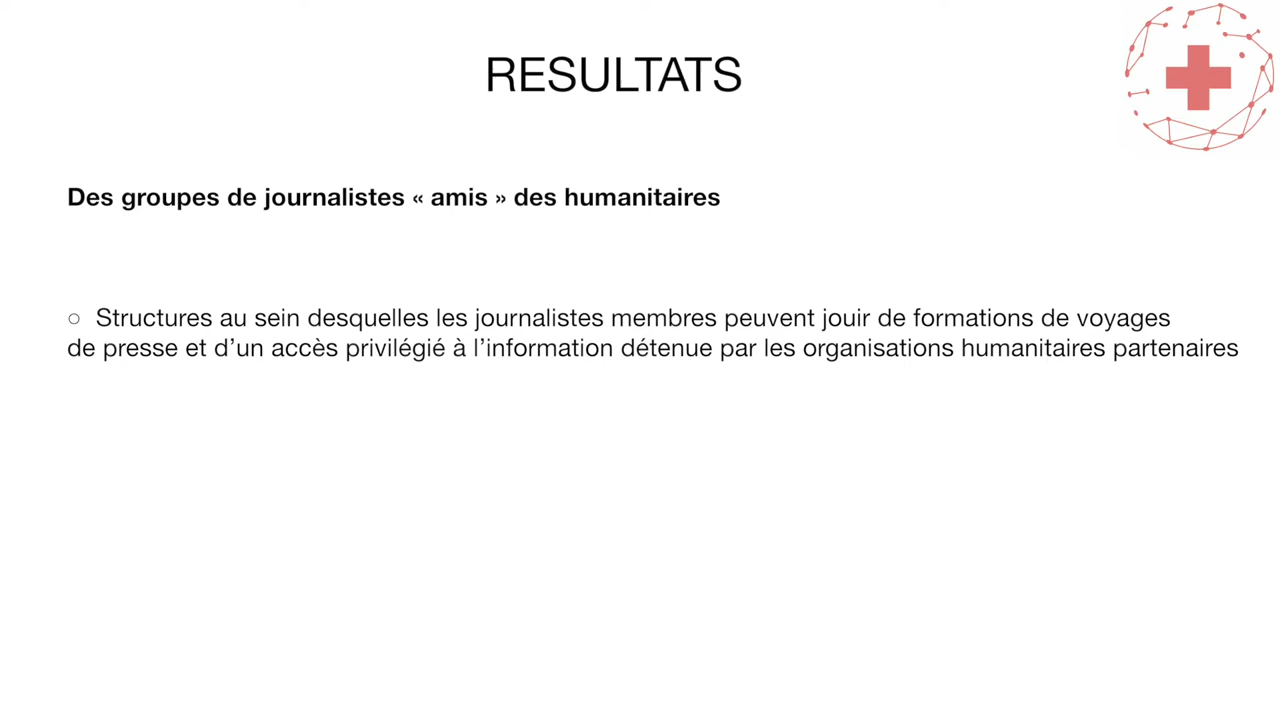 RESULTATS
Des groupes de journalistes « amis » des humanitaires
○ Structures au sein desquelles les journalistes membres peuvent jouir de formations de voyages
de presse et d’un accès privilégié à l’information détenue par les organisations humanitaires partenaires